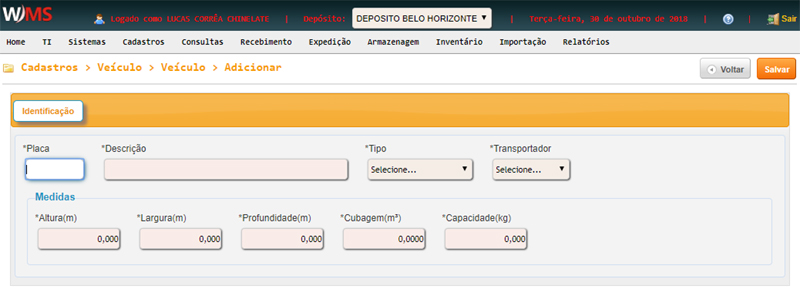 WMS
Logado como LUCAS CORRÊA CHINELATE | Depósito: DEPOSITO BELO HORIZONTE | Terça-feira, 30 de outubro de 2018 | ? | Sair
Home TI Sistemas Cadastros Consultas Recebimento Expedição Armazenagem Inventário Importação Relatórios
Cadastros > Veículo > Veículo > Adicionar Voltar Salvar
Identificação
*Placa *Descrição *Tipo *Transportador
Selecione... Selecione...
Medidas
*Altura(m) *Largura(m) *Profundidade(m) *Cubagem(m³) *Capacidade(kg)
0,000 0,000 0,000 0,0000 0,000